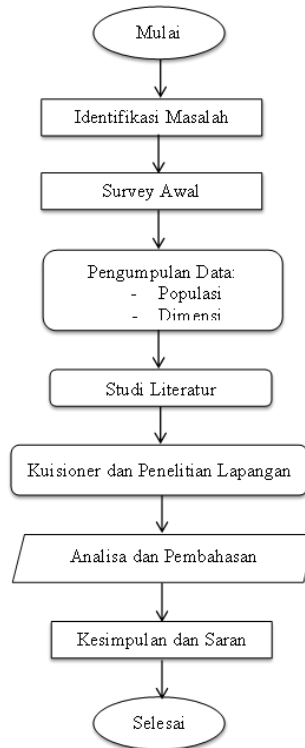 Mulai
Identifikasi Masalah
Survey Awal
Pengumpulan Data:
- Populasi
- Dimensi
Studi Literatur
Kuisioner dan Penelitian Lapangan
Analisa dan Pembahasan
Kesimpulan dan Saran
Selesai